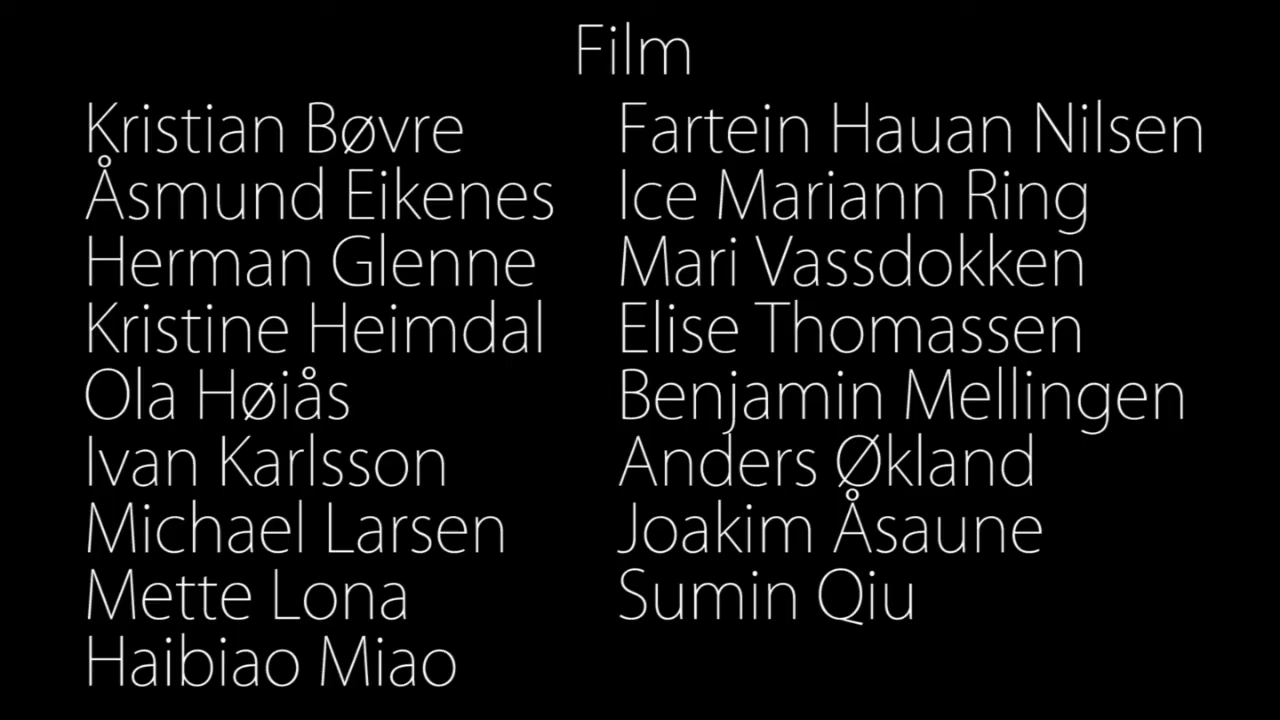 Film
Kristian Bøvre
Åsmund Eikenes
Herman Glenne
Kristine Heimdal
Ola Høiås
Ivan Karlsson
Michael Larsen
Mette Lona
Haibiao Miao
Fartein Hauan Nilsen
Ice Mariann Ring
Mari Vassdokken
Elise Thomassen
Benjamin Mellingen
Anders Økland
Joakim Åsaune
Sumin Qiu